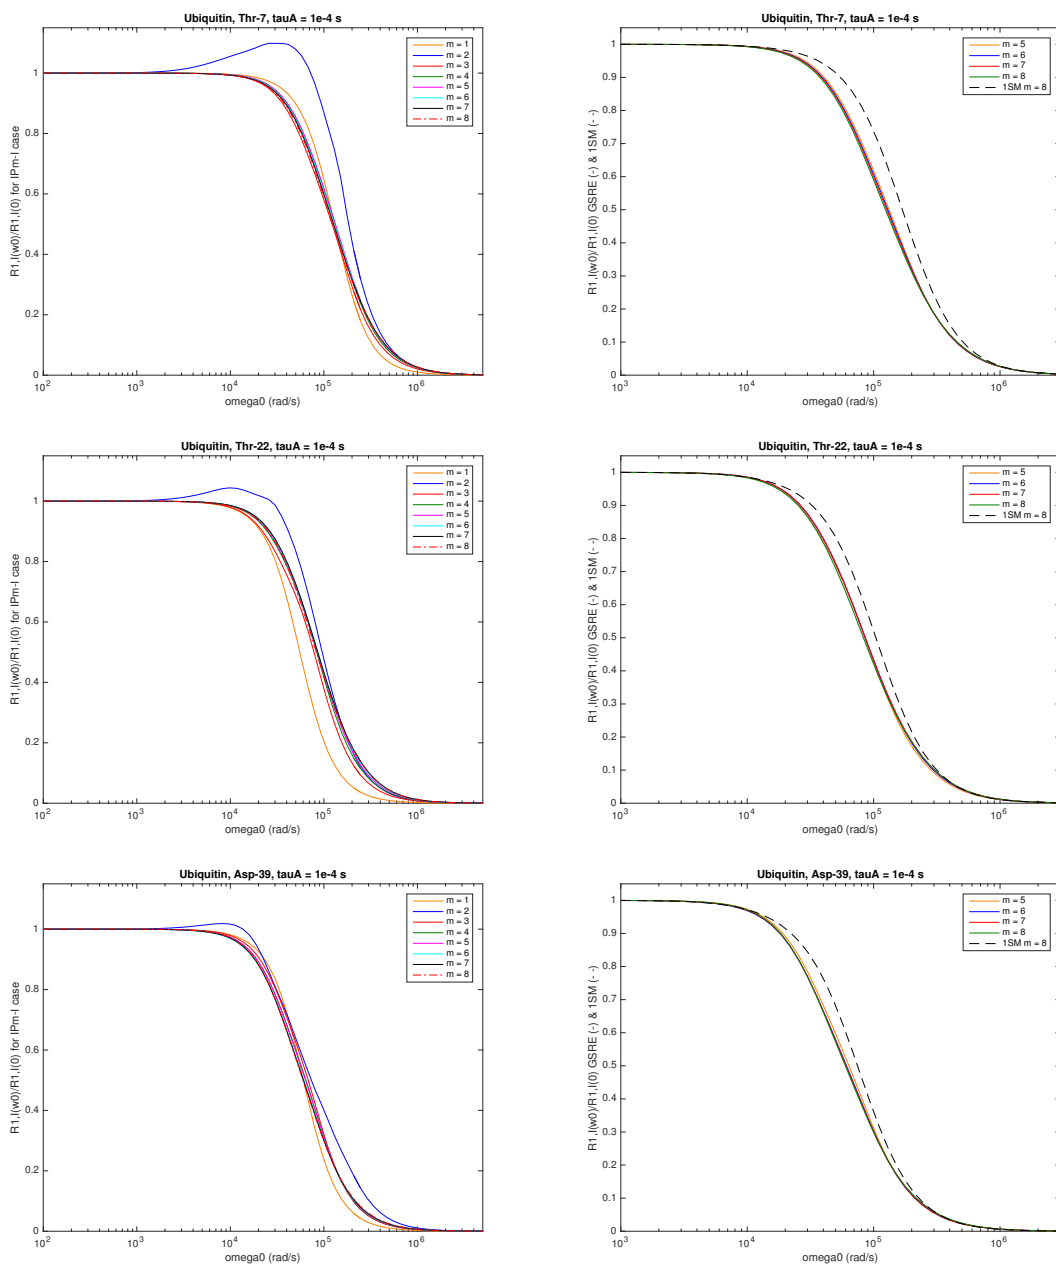 Ubiquitin, Thr-7, tauA = 1e-4 s
R1,I(w0)/R1,I(0) for IPm-I case
1
0.8
0.6
0.4
0.2
0
10^2 10^3 10^4 10^5 10^6
omega0 (rad/s)
m = 1
m = 2
m = 3
m = 4
m = 5
m = 6
m = 7
m = 8
Ubiquitin, Thr-7, tauA = 1e-4 s
R1,I(w0)/R1,I(0) GSRE (-) & 1SM (- -)
1
0.9
0.8
0.7
0.6
0.5
0.4
0.3
0.2
0.1
0
10^3 10^4 10^5 10^6
omega0 (rad/s)
m = 5
m = 6
m = 7
m = 8
1SM m = 8
Ubiquitin, Thr-22, tauA = 1e-4 s
R1,I(w0)/R1,I(0) for IPm-I case
1
0.8
0.6
0.4
0.2
0
10^2 10^3 10^4 10^5 10^6
omega0 (rad/s)
m = 1
m = 2
m = 3
m = 4
m = 5
m = 6
m = 7
m = 8
Ubiquitin, Thr-22, tauA = 1e-4 s
R1,I(w0)/R1,I(0) GSRE (-) & 1SM (- -)
1
0.9
0.8
0.7
0.6
0.5
0.4
0.3
0.2
0.1
0
10^3 10^4 10^5 10^6
omega0 (rad/s)
m = 5
m = 6
m = 7
m = 8
1SM m = 8
Ubiquitin, Asp-39, tauA = 1e-4 s
R1,I(w0)/R1,I(0) for IPm-I case
1
0.8
0.6
0.4
0.2
0
10^2 10^3 10^4 10^5 10^6
omega0 (rad/s)
m = 1
m = 2
m = 3
m = 4
m = 5
m = 6
m = 7
m = 8
Ubiquitin, Asp-39, tauA = 1e-4 s
R1,I(w0)/R1,I(0) GSRE (-) & 1SM (- -)
1
0.9
0.8
0.7
0.6
0.5
0.4
0.3
0.2
0.1
0
10^3 10^4 10^5 10^6
omega0 (rad/s)
m = 5
m = 6
m = 7
m = 8
1SM m = 8